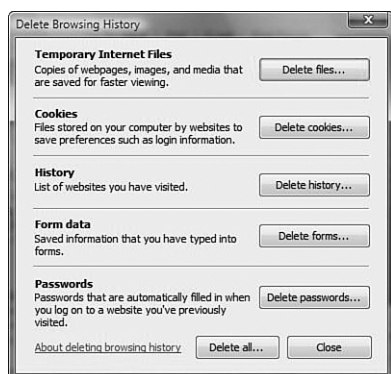 Delete Browsing History
Temporary Internet Files
Copies of webpages, images, and media that
are saved for faster viewing.
Delete files...
Cookies
Files stored on your computer by websites to
save preferences such as login information.
Delete cookies...
History
List of websites you have visited.
Delete history...
Form data
Saved information that you have typed into
forms.
Delete forms...
Passwords
Passwords that are automatically filled in when
you log on to a website you've previously
visited.
Delete passwords...
About deleting browsing history
Delete all...
Close